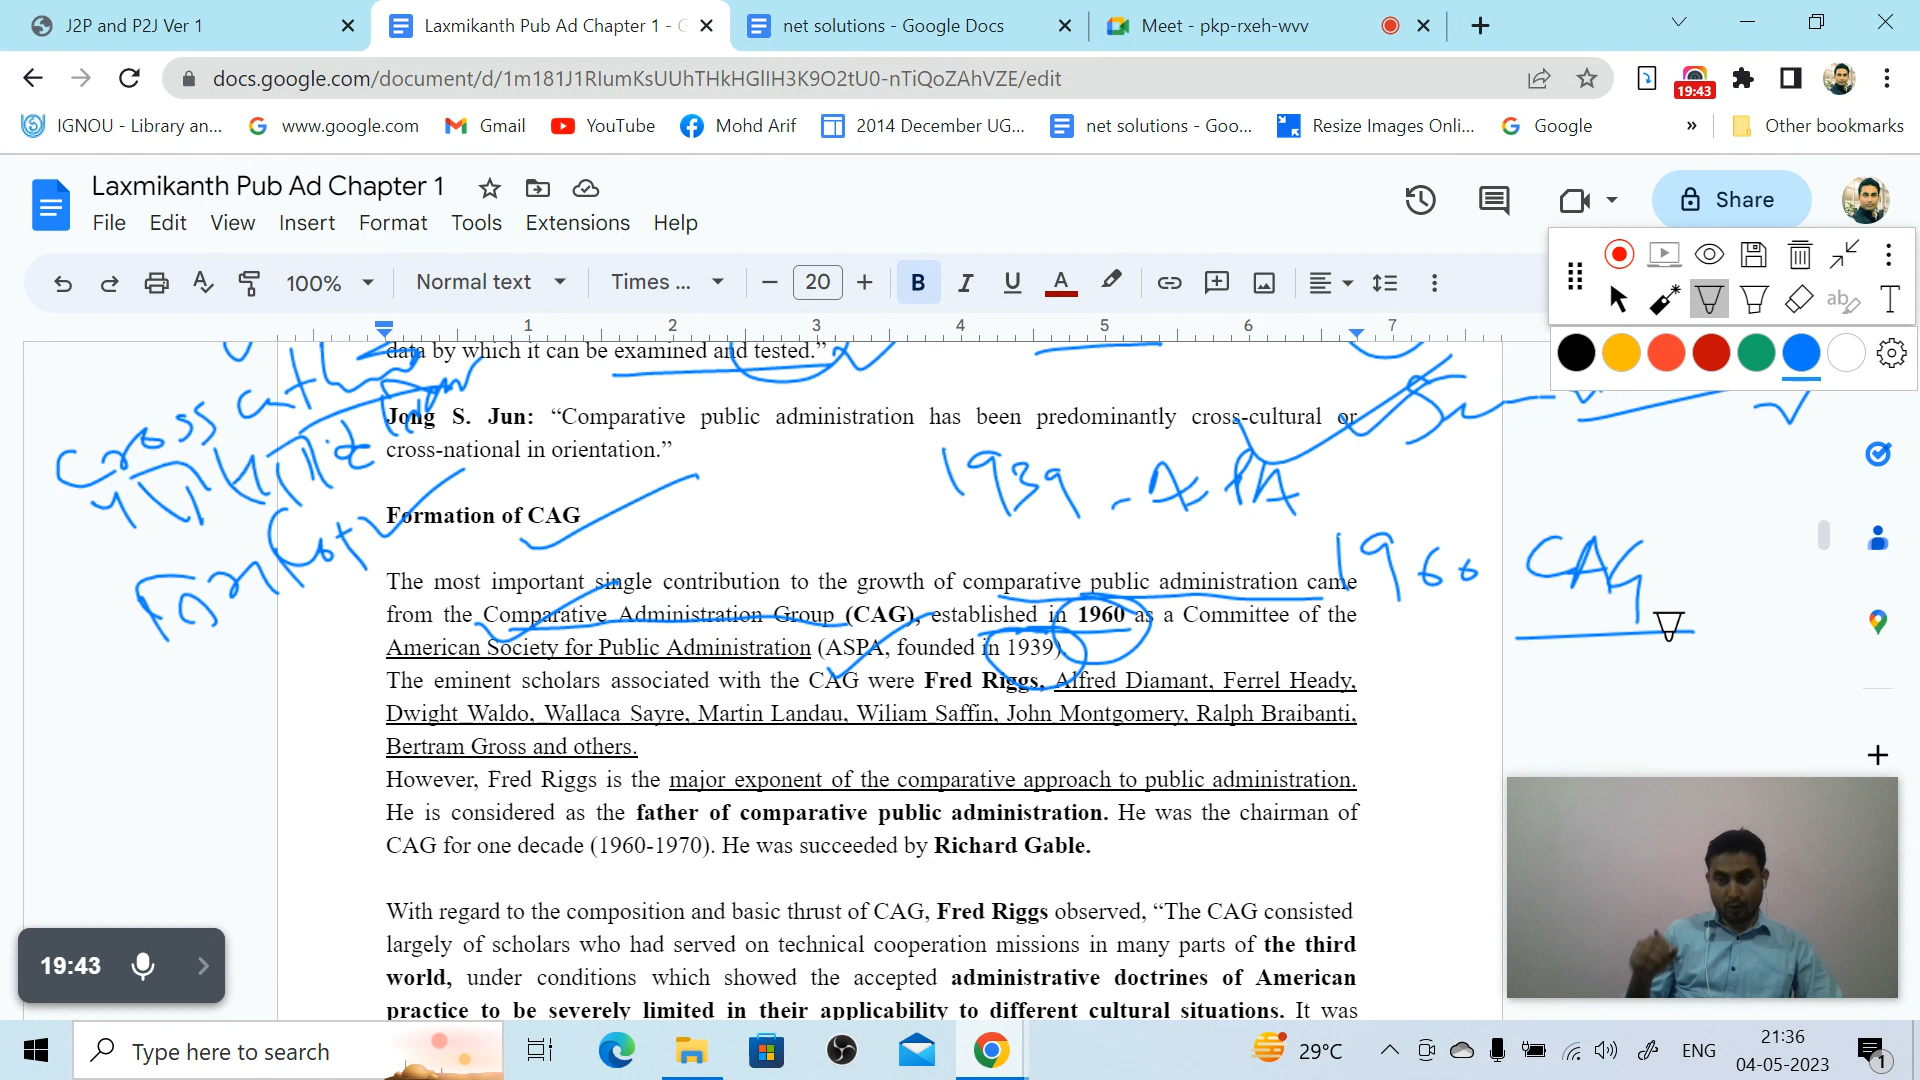 J2P and P2J Ver 1
Laxmikanth Pub Ad Chapter 1 - G
net solutions - Google Docs
Meet - pkp-rxeh-wvv
docs.google.com/document/d/1m181J1RIumKsUUhTHkHGlIH3K9O2tU0-nTiQoZAhVZE/edit
19:43
IGNOU - Library an...
www.google.com
Gmail
YouTube
Mohd Arif
2014 December UG...
net solutions - Goo...
Resize Images Onli...
Google
»
Other bookmarks
Laxmikanth Pub Ad Chapter 1
File Edit View Insert Format Tools Extensions Help
Share
100% Normal text Times ... 20 B I U A
1 2 3 4 5 6 7
data by which it can be examined and tested.”
Jong S. Jun: “Comparative public administration has been predominantly cross-cultural or
cross-national in orientation.”
Cross
1939 - A PA
Formation of CAG
1960 CAG
The most important single contribution to the growth of comparative public administration came
from the Comparative Administration Group (CAG), established in 1960 as a Committee of the
American Society for Public Administration (ASPA, founded in 1939).
The eminent scholars associated with the CAG were Fred Riggs, Alfred Diamant, Ferrel Heady,
Dwight Waldo, Wallaca Sayre, Martin Landau, Wiliam Saffin, John Montgomery, Ralph Braibanti,
Bertram Gross and others.
However, Fred Riggs is the major exponent of the comparative approach to public administration.
He is considered as the father of comparative public administration. He was the chairman of
CAG for one decade (1960-1970). He was succeeded by Richard Gable.
With regard to the composition and basic thrust of CAG, Fred Riggs observed, “The CAG consisted
largely of scholars who had served on technical cooperation missions in many parts of the third
world, under conditions which showed the accepted administrative doctrines of American
practice to be severely limited in their applicability to different cultural situations. It was
19:43
Type here to search
29°C
ENG
21:36
04-05-2023
1